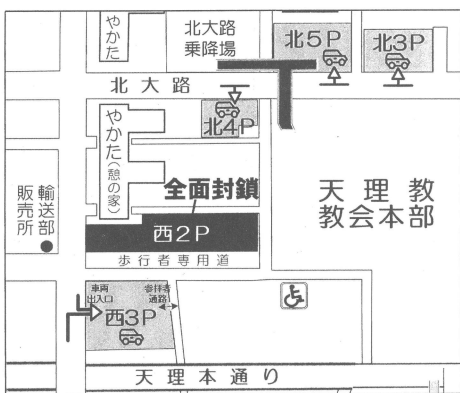 やかた
北大路
乗降場
北5P
北3P
北大路
北4P
やかた(憩の家)
全面封鎖
輸送部
販売所
西2P
天理教
教会本部
歩行者専用道
車両
出入口
参拝者
通路
西3P
天理本通り